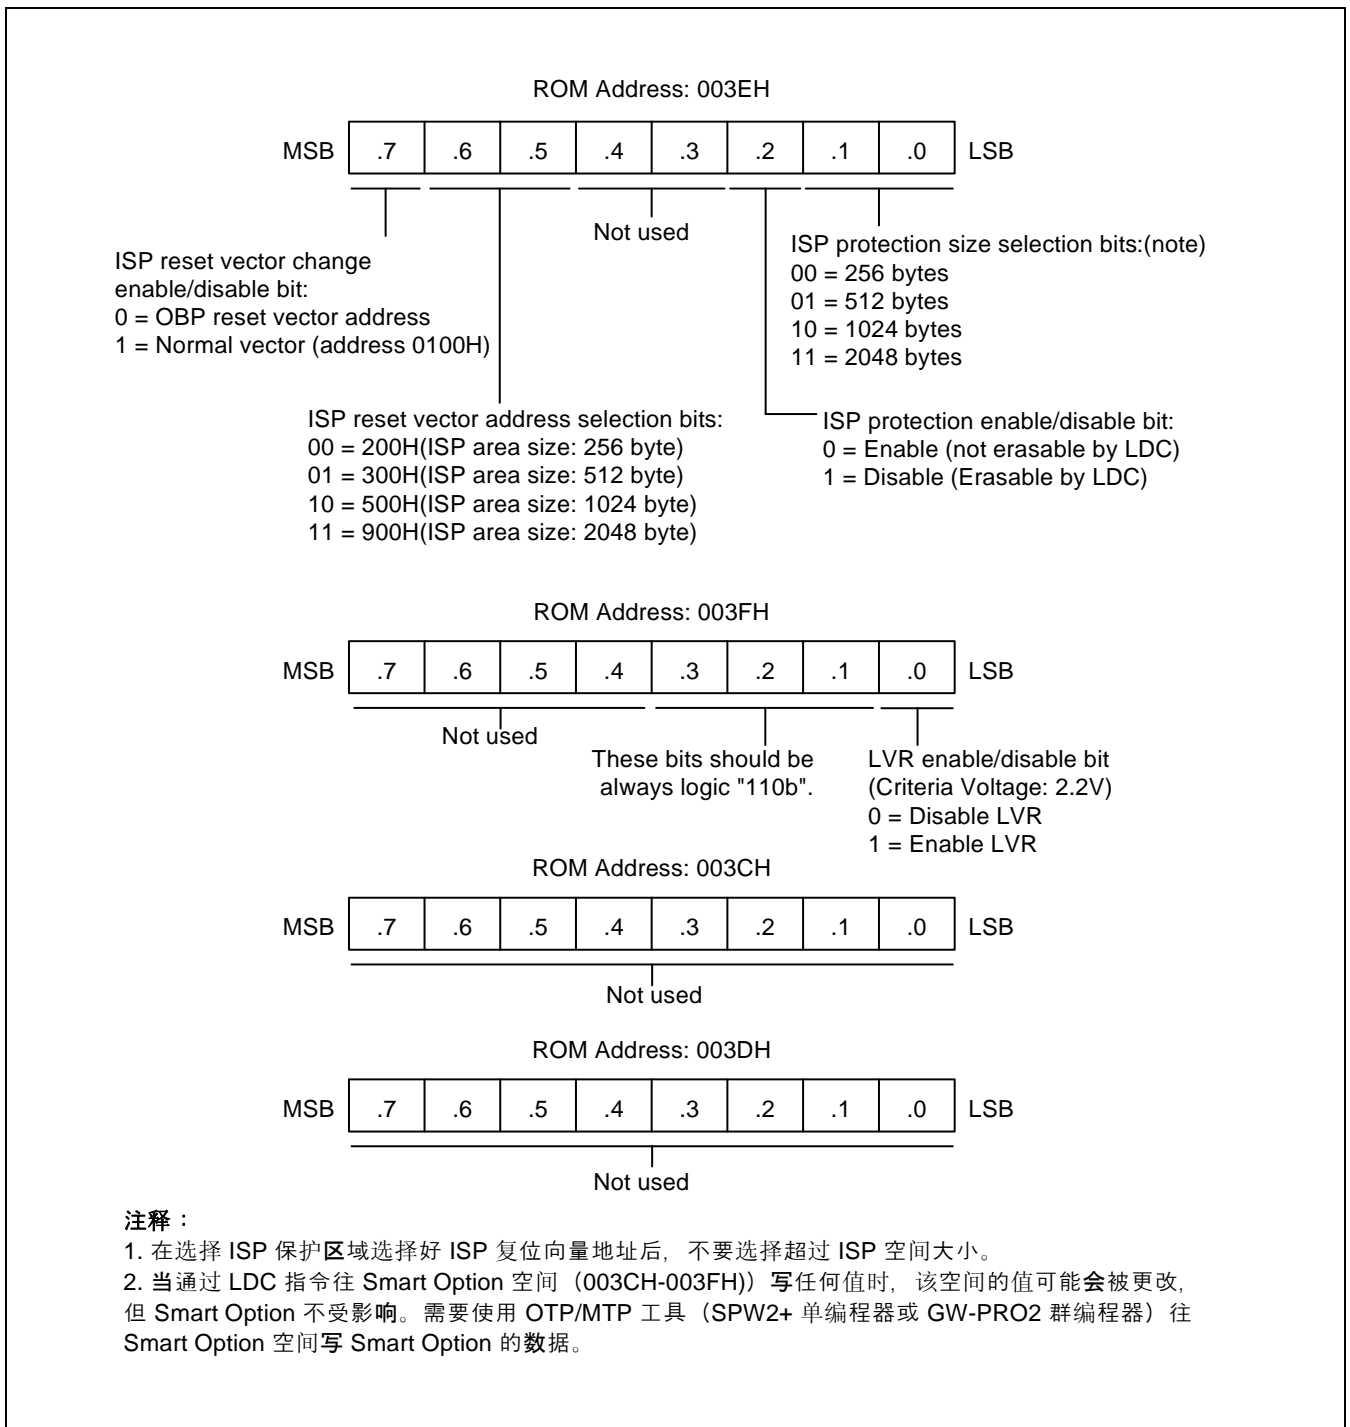 ROM Address: 003EH
MSB .7 .6 .5 .4 .3 .2 .1 .0 LSB
Not used
ISP reset vector change
enable/disable bit:
0 = OBP reset vector address
1 = Normal vector (address 0100H)
ISP protection size selection bits:(note)
00 = 256 bytes
01 = 512 bytes
10 = 1024 bytes
11 = 2048 bytes
ISP reset vector address selection bits:
00 = 200H(ISP area size: 256 byte)
01 = 300H(ISP area size: 512 byte)
10 = 500H(ISP area size: 1024 byte)
11 = 900H(ISP area size: 2048 byte)
ISP protection enable/disable bit:
0 = Enable (not erasable by LDC)
1 = Disable (Erasable by LDC)
ROM Address: 003FH
MSB .7 .6 .5 .4 .3 .2 .1 .0 LSB
Not used
These bits should be
always logic "110b".
LVR enable/disable bit
(Criteria Voltage: 2.2V)
0 = Disable LVR
1 = Enable LVR
ROM Address: 003CH
MSB .7 .6 .5 .4 .3 .2 .1 .0 LSB
Not used
ROM Address: 003DH
MSB .7 .6 .5 .4 .3 .2 .1 .0 LSB
Not used
注释：
1. 在选择 ISP 保护区域选择好 ISP 复位向量地址后，不要选择超过 ISP 空间大小。
2. 当通过 LDC 指令往 Smart Option 空间（003CH-003FH)）写任何值时，该空间的值可能会被更改，
但 Smart Option 不受影响。需要使用 OTP/MTP 工具（SPW2+ 单编程器或 GW-PRO2 群编程器）往
Smart Option 空间写 Smart Option 的数据。